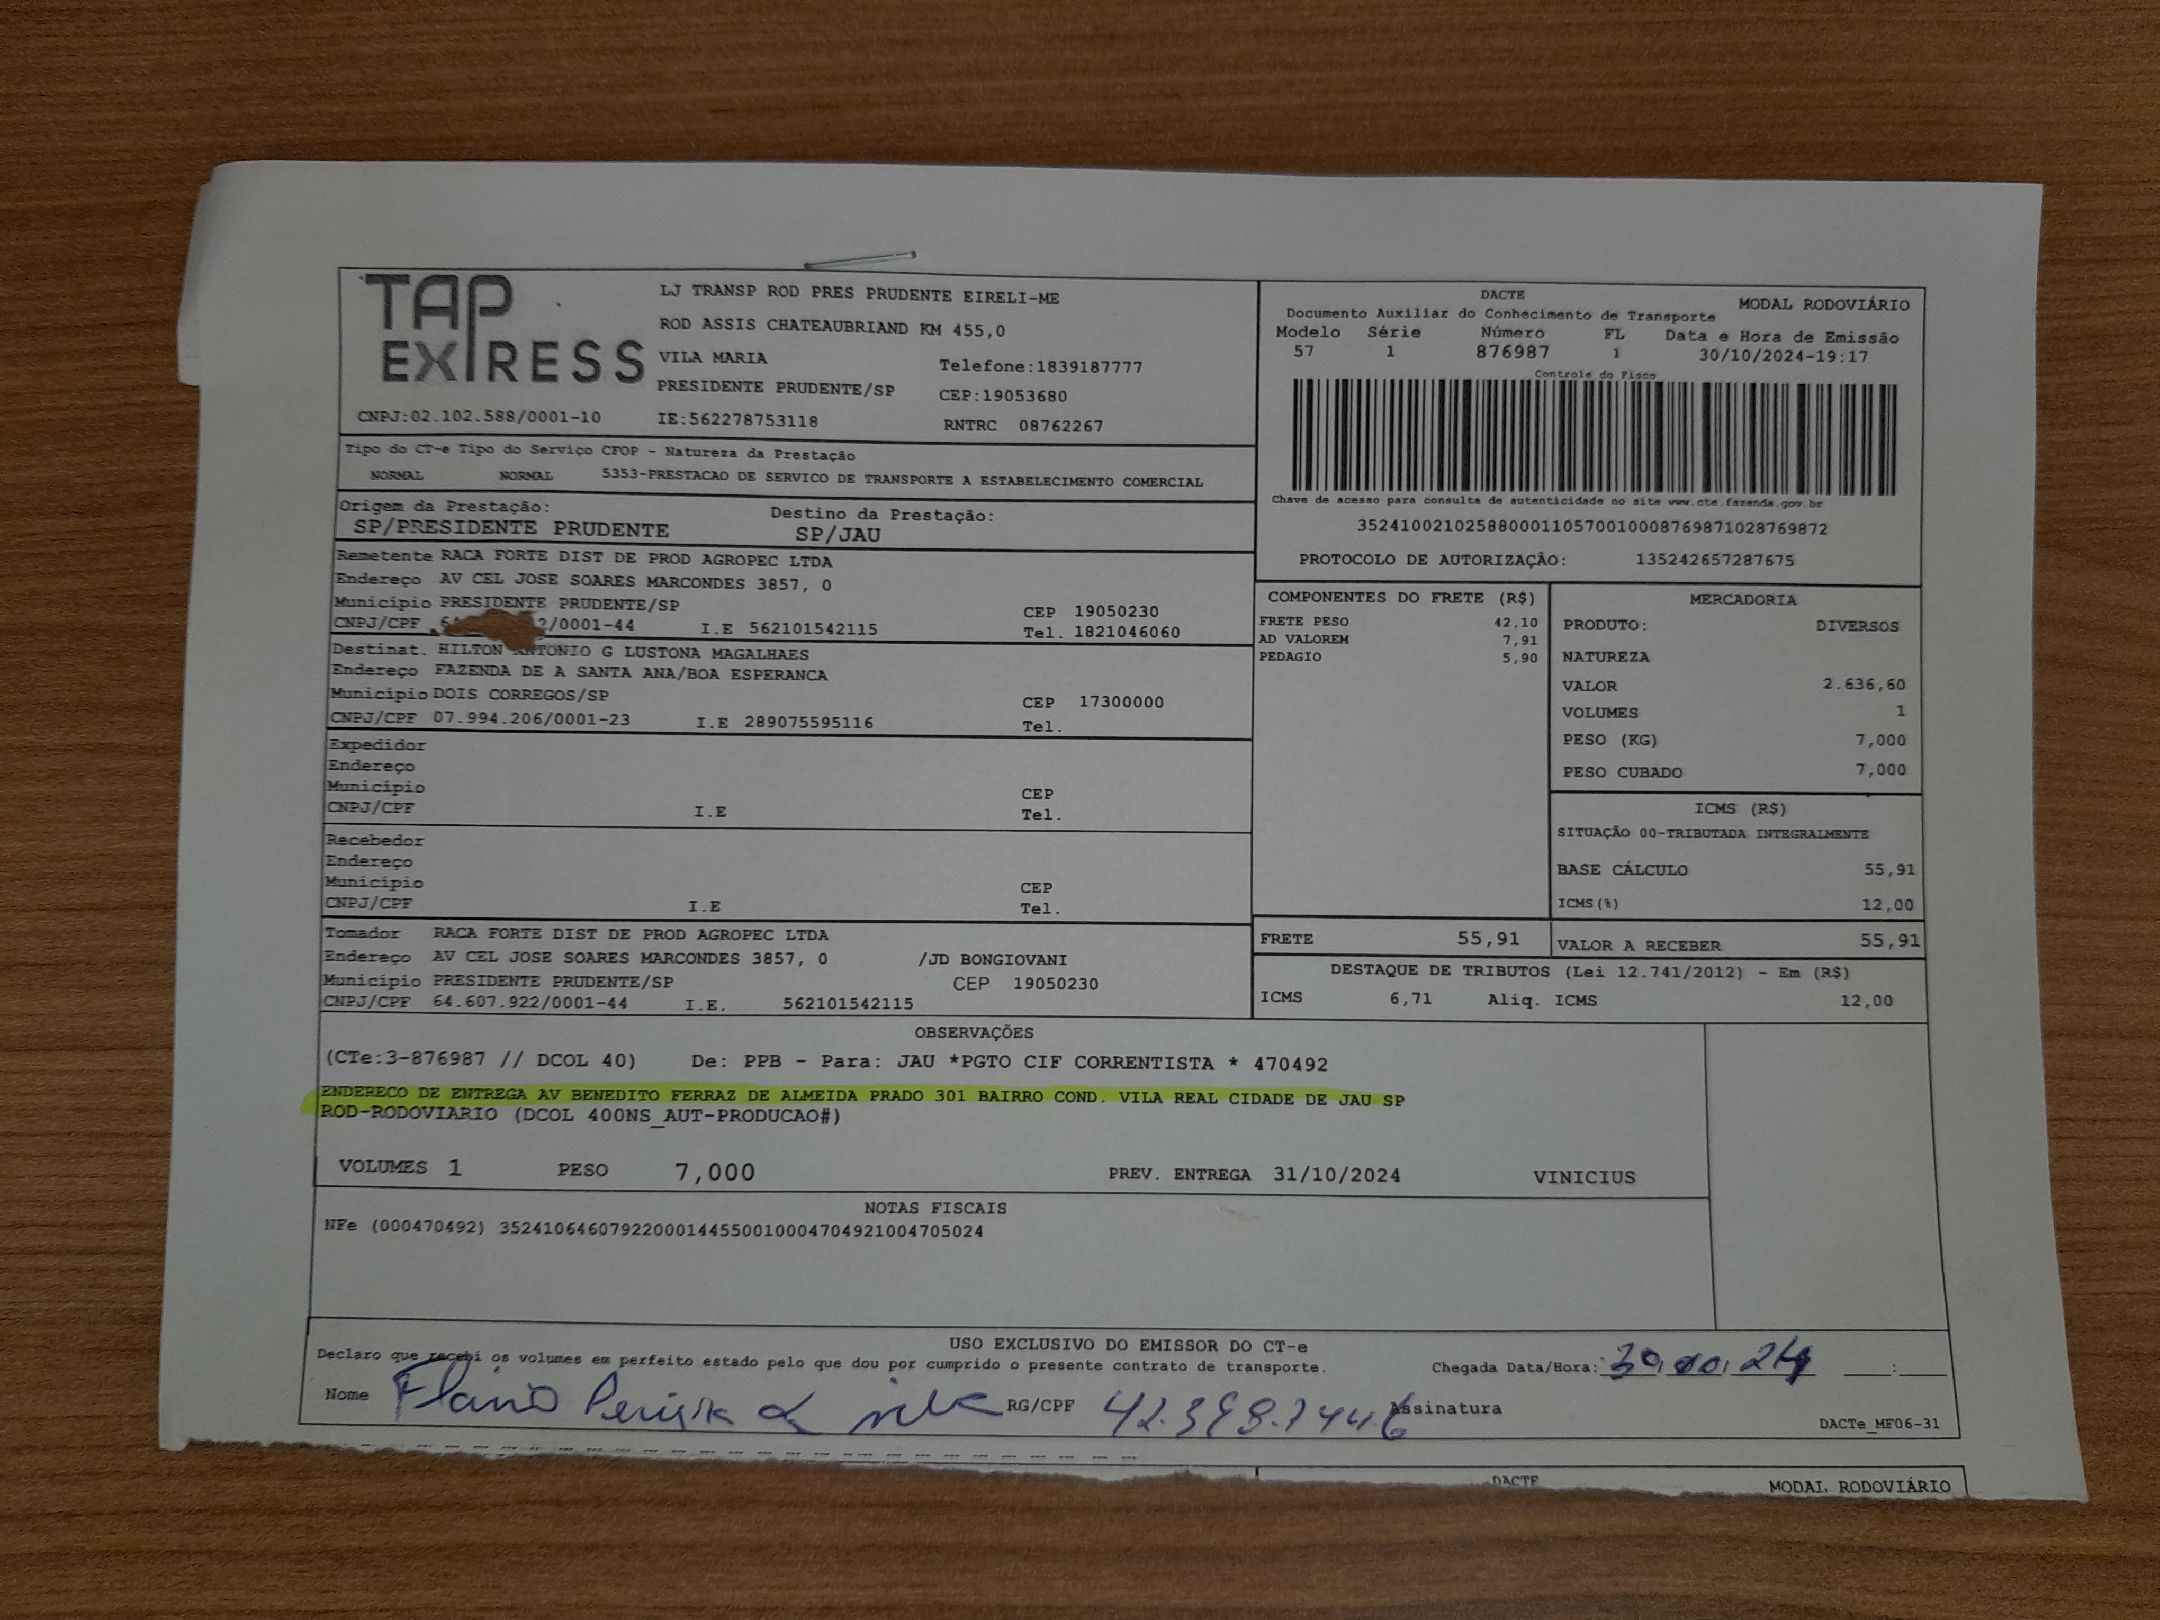 TAP
EXPRESS
LJ TRANSP ROD PRES PRUDENTE EIRELI-ME
ROD ASSIS CHATEAUBRIAND KM 455,0
VILA MARIA
Telefone:1839187777
PRESIDENTE PRUDENTE/SP
CEP:19053680
CNPJ:02.102.588/0001-10 IE:562278753118 RNTRC 08762267
DACTE
MODAL RODOVIÁRIO
Documento Auxiliar do Conhecimento de Transporte
Modelo Série Número FL Data e Hora de Emissão
57 1 876987 1 30/10/2024-19:17
Controle do Fisco
Chave de acesso para consulta de autenticidade no site www.cte.fazenda.gov.br
35241002102588000110570010008769871028769872
PROTOCOLO DE AUTORIZAÇÃO: 135242657287675
Tipo do CT-e Tipo do Serviço CFOP - Natureza da Prestação
NORMAL NORMAL 5353-PRESTACAO DE SERVICO DE TRANSPORTE A ESTABELECIMENTO COMERCIAL
Origem da Prestação: Destino da Prestação:
SP/PRESIDENTE PRUDENTE SP/JAU
Remetente RACA FORTE DIST DE PROD AGROPEC LTDA
Endereço AV CEL JOSE SOARES MARCONDES 3857, 0
Município PRESIDENTE PRUDENTE/SP CEP 19050230
CNPJ/CPF 2/0001-44 I.E 562101542115 Tel. 1821046060
Destinat. HILTON ANTONIO G LUSTONA MAGALHAES
Endereço FAZENDA DE A SANTA ANA/BOA ESPERANCA
Município DOIS CORREGOS/SP CEP 17300000
CNPJ/CPF 07.994.206/0001-23 I.E 289075595116 Tel.
Expedidor
Endereço
Município CEP
CNPJ/CPF I.E Tel.
Recebedor
Endereço
Município CEP
CNPJ/CPF I.E Tel.
Tomador RACA FORTE DIST DE PROD AGROPEC LTDA
Endereço AV CEL JOSE SOARES MARCONDES 3857, 0 /JD BONGIOVANI
Município PRESIDENTE PRUDENTE/SP CEP 19050230
CNPJ/CPF 64.607.922/0001-44 I.E. 562101542115
COMPONENTES DO FRETE (R$)
FRETE PESO 42,10
AD VALOREM 7,91
PEDAGIO 5,90
MERCADORIA
PRODUTO: DIVERSOS
NATUREZA
VALOR 2.636,60
VOLUMES 1
PESO (KG) 7,000
PESO CUBADO 7,000
ICMS (R$)
SITUAÇÃO 00-TRIBUTADA INTEGRALMENTE
BASE CÁLCULO 55,91
ICMS(%) 12,00
FRETE 55,91 VALOR A RECEBER 55,91
DESTAQUE DE TRIBUTOS (Lei 12.741/2012) - Em (R$)
ICMS 6,71 Aliq. ICMS 12,00
OBSERVAÇÕES
(CTe:3-876987 // DCOL 40) De: PPB - Para: JAU *PGTO CIF CORRENTISTA * 470492
ENDERECO DE ENTREGA AV BENEDITO FERRAZ DE ALMEIDA PRADO 301 BAIRRO COND. VILA REAL CIDADE DE JAU SP
ROD-RODOVIARIO (DCOL 400NS_AUT-PRODUCAO#)
VOLUMES 1 PESO 7,000 PREV. ENTREGA 31/10/2024 VINICIUS
NOTAS FISCAIS
NFe (000470492) 35241064607922000144550010004704921004705024
USO EXCLUSIVO DO EMISSOR DO CT-e
Declaro que recebi os volumes em perfeito estado pelo que dou por cumprido o presente contrato de transporte. Chegada Data/Hora: :
Nome RG/CPF Assinatura
DACTe_MF06-31
DACTE
MODAL RODOVIÁRIO